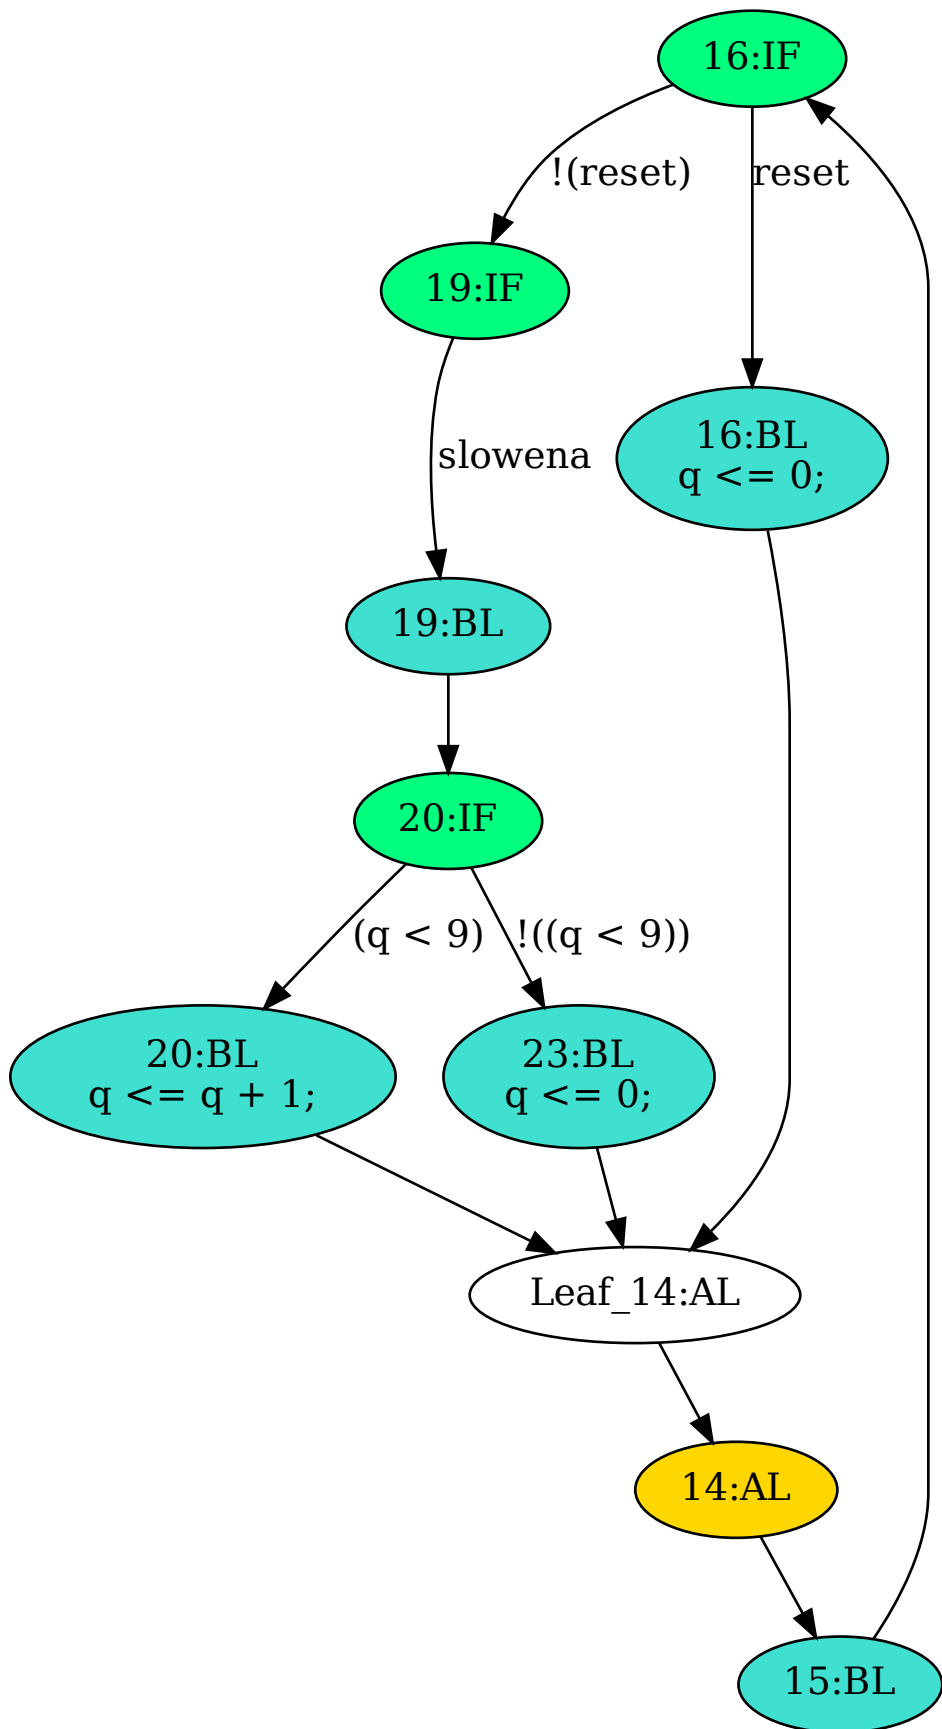 16:IF
!(reset)
reset
19:IF
16:BL
q <= 0;
slowena
19:BL
20:IF
(q < 9)
!((q < 9))
20:BL
q <= q + 1;
23:BL
q <= 0;
Leaf_14:AL
14:AL
15:BL